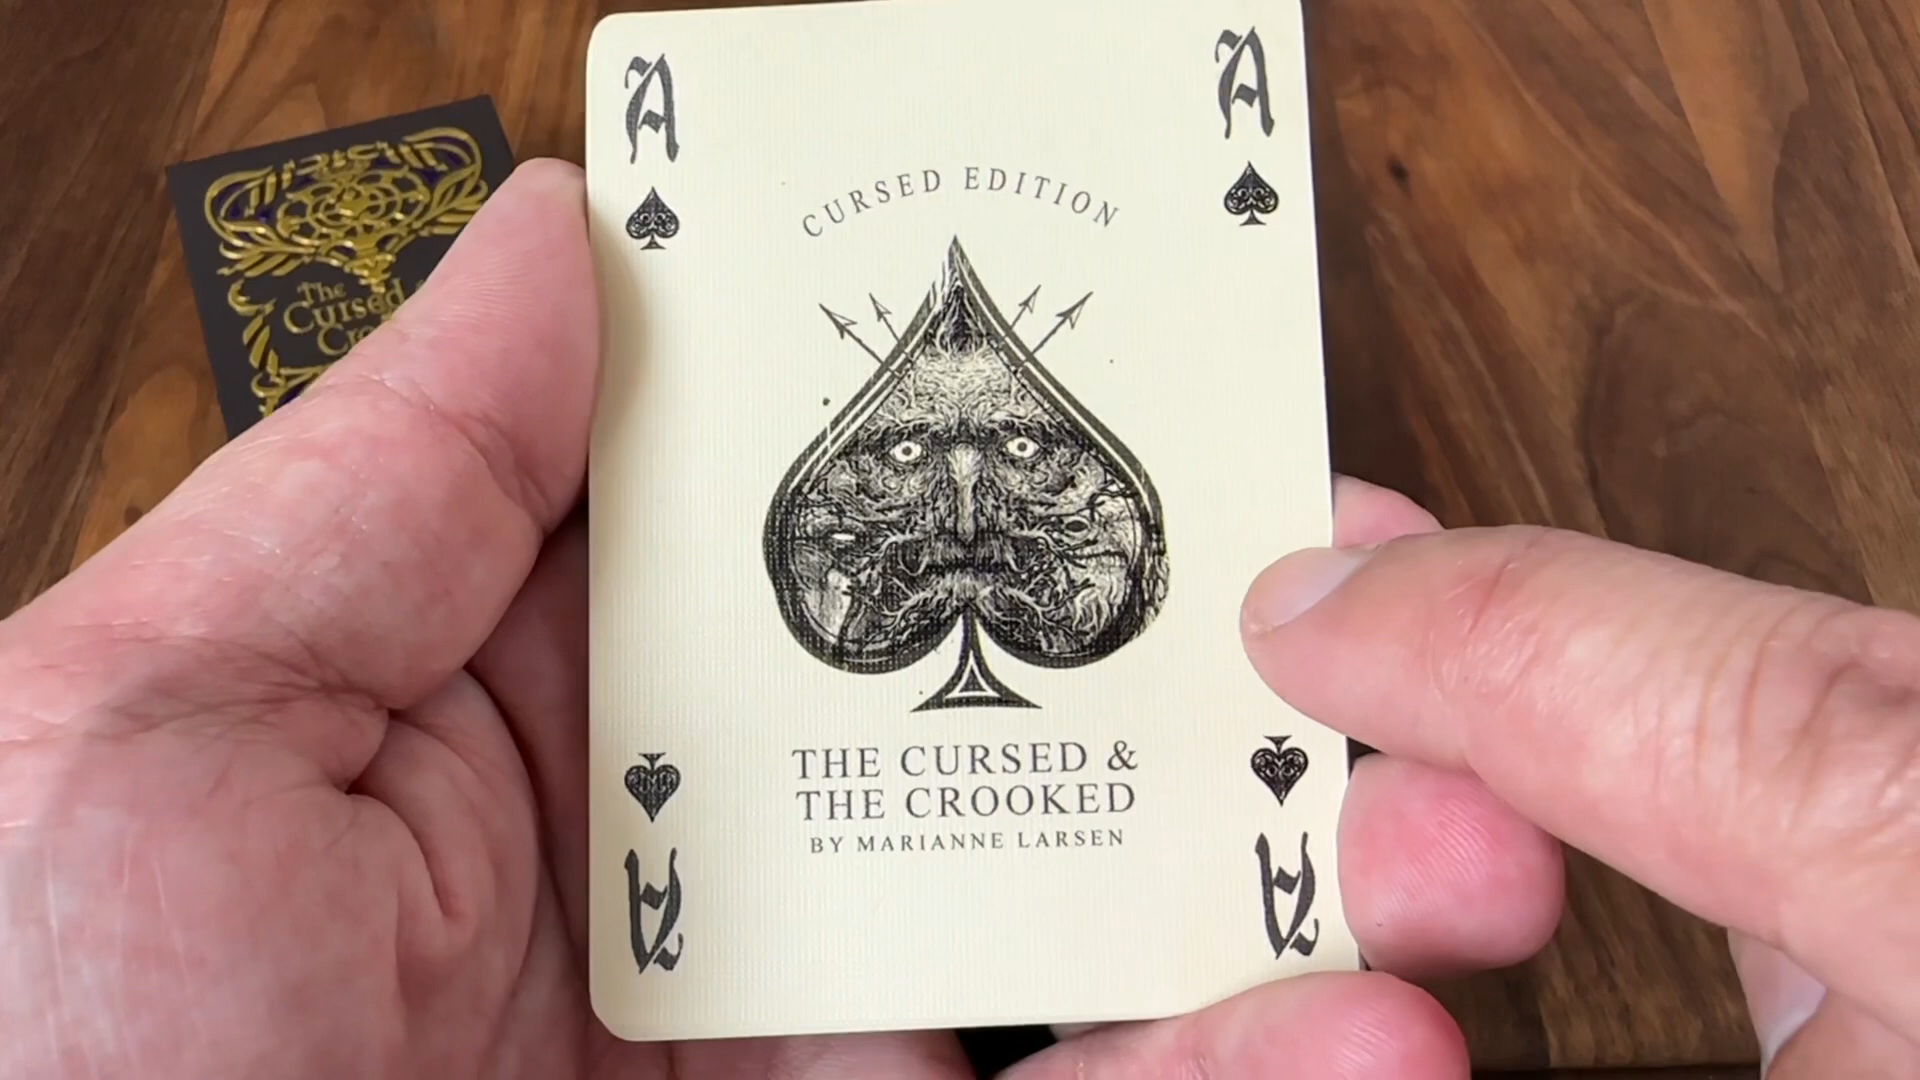 A
A
CURSED EDITION
The
Cursed
THE CURSED &
THE CROOKED
BY MARIANNE LARSEN
A
A